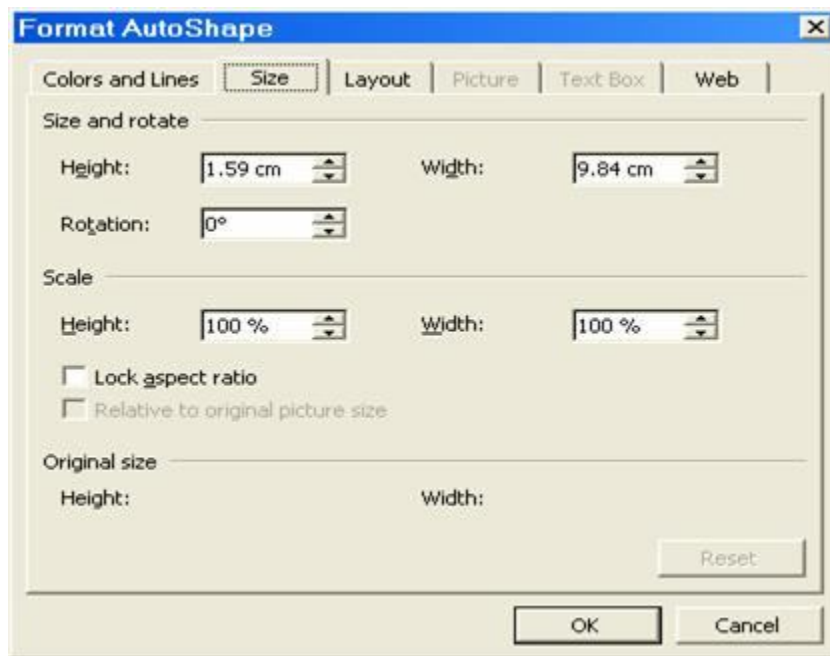 Format AutoShape
Colors and Lines Size Layout Picture Text Box Web
Size and rotate
Height: 1.59 cm Width: 9.84 cm
Rotation: 0°
Scale
Height: 100 % Width: 100 %
Lock aspect ratio
Relative to original picture size
Original size
Height: Width:
Reset
OK Cancel